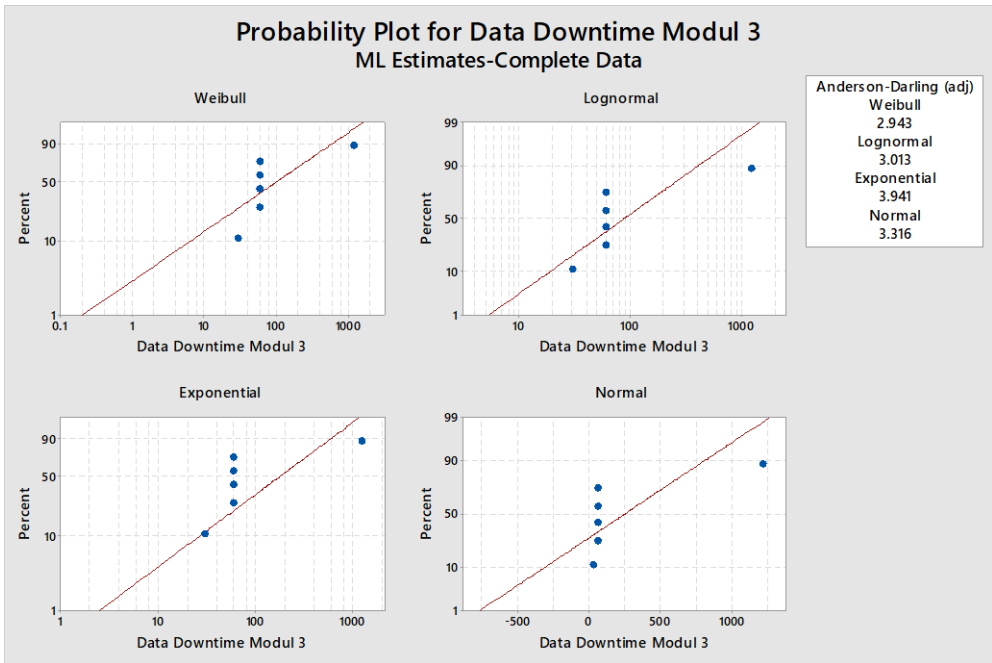 Probability Plot for Data Downtime Modul 3
ML Estimates-Complete Data
Anderson-Darling (adj)
Weibull
2.943
Lognormal
3.013
Exponential
3.941
Normal
3.316
Weibull
Percent
90
50
10
1
0.1 1 10 100 1000
Data Downtime Modul 3
Lognormal
Percent
99
90
50
10
1
10 100 1000
Data Downtime Modul 3
Exponential
Percent
90
50
10
1
1 10 100 1000
Data Downtime Modul 3
Normal
Percent
99
90
50
10
1
-500 0 500 1000
Data Downtime Modul 3